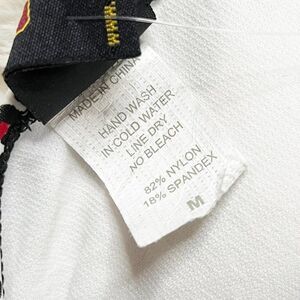 MADE IN CHINA
HAND WASH
IN COLD WATER
LINE DRY
NO BLEACH
82% NYLON
18% SPANDEX
M